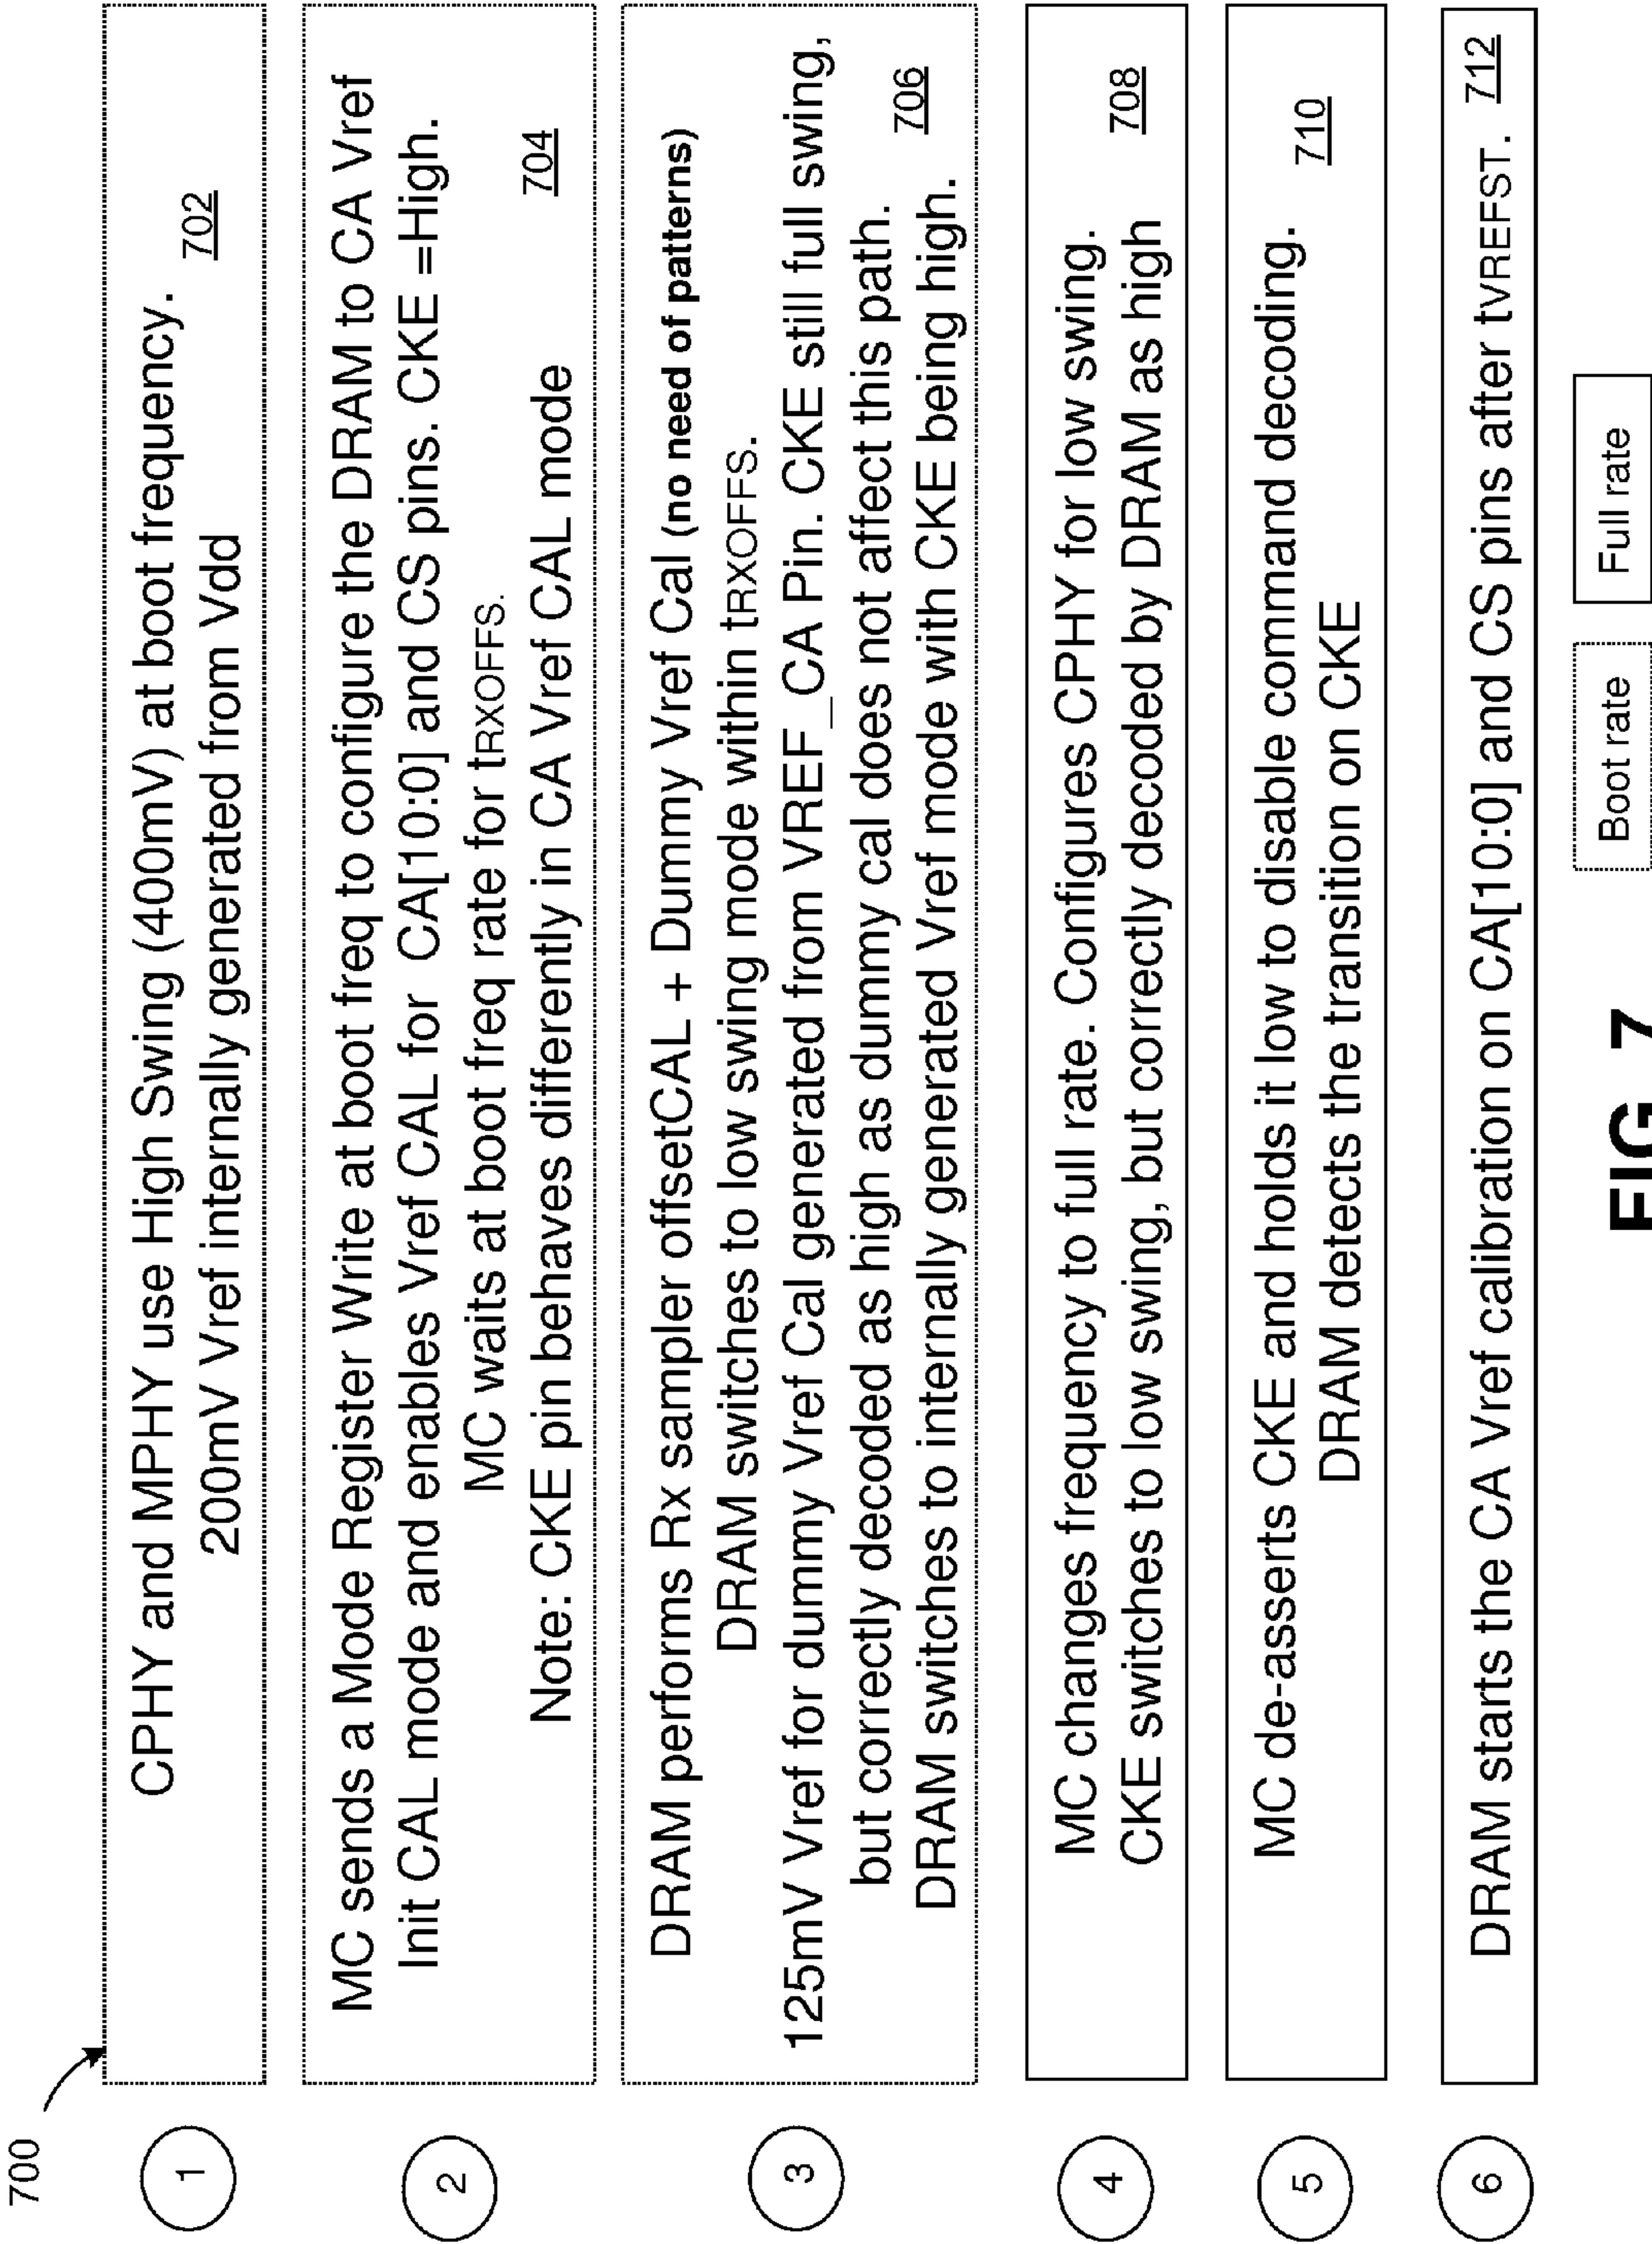 700
1
CPHY and MPHY use High Swing (400mV) at boot frequency.
200mV Vref internally generated from Vdd
702
2
MC sends a Mode Register Write at boot freq to configure the DRAM to CA Vref
Init CAL mode and enables Vref CAL for CA[10:0] and CS pins. CKE =High.
MC waits at boot freq rate for tRXOFFS.
Note: CKE pin behaves differently in CA Vref CAL mode
704
3
DRAM performs Rx sampler offsetCAL + Dummy Vref Cal (no need of patterns)
DRAM switches to low swing mode within tRXOFFS.
125mV Vref for dummy Vref Cal generated from VREF_CA Pin. CKE still full swing,
but correctly decoded as high as dummy cal does not affect this path.
DRAM switches to internally generated Vref mode with CKE being high.
706
4
MC changes frequency to full rate. Configures CPHY for low swing.
CKE switches to low swing, but correctly decoded by DRAM as high
708
5
MC de-asserts CKE and holds it low to disable command decoding.
DRAM detects the transition on CKE
710
6
DRAM starts the CA Vref calibration on CA[10:0] and CS pins after tVREFST.
712
Boot rate
Full rate
FIG 7